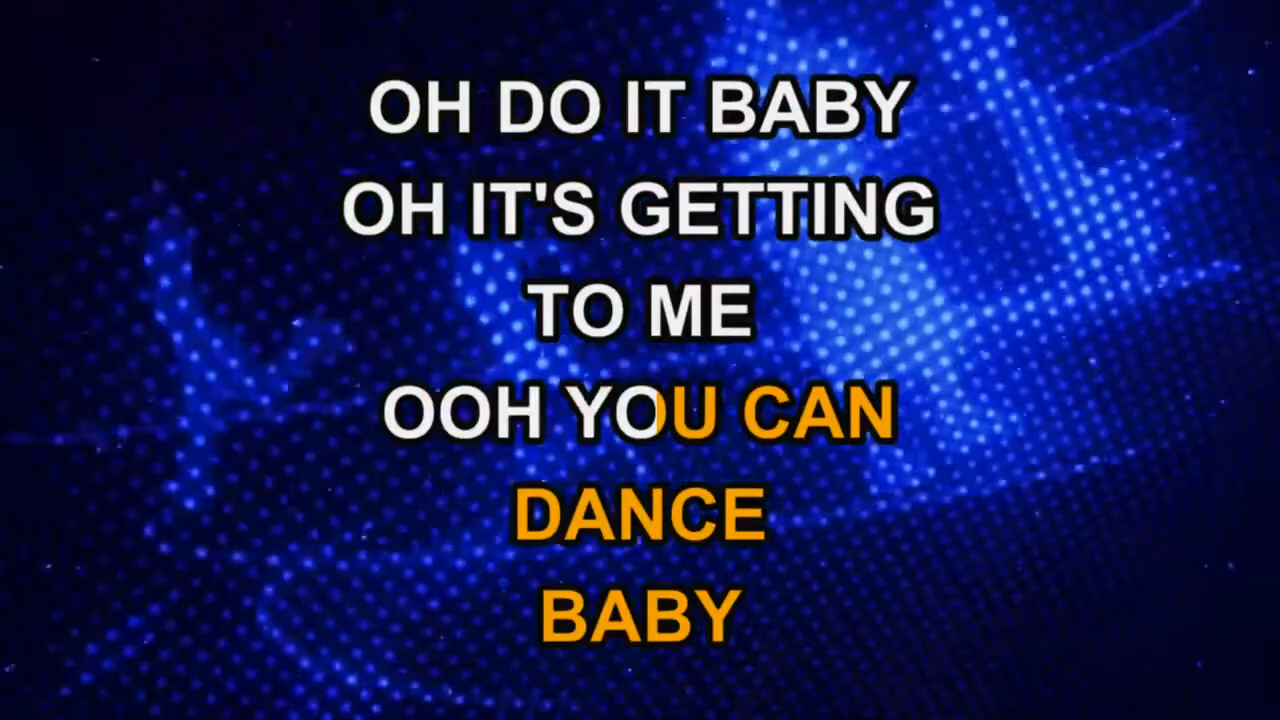 OH DO IT BABY
OH IT'S GETTING
TO ME
OOH YOU CAN
DANCE
BABY